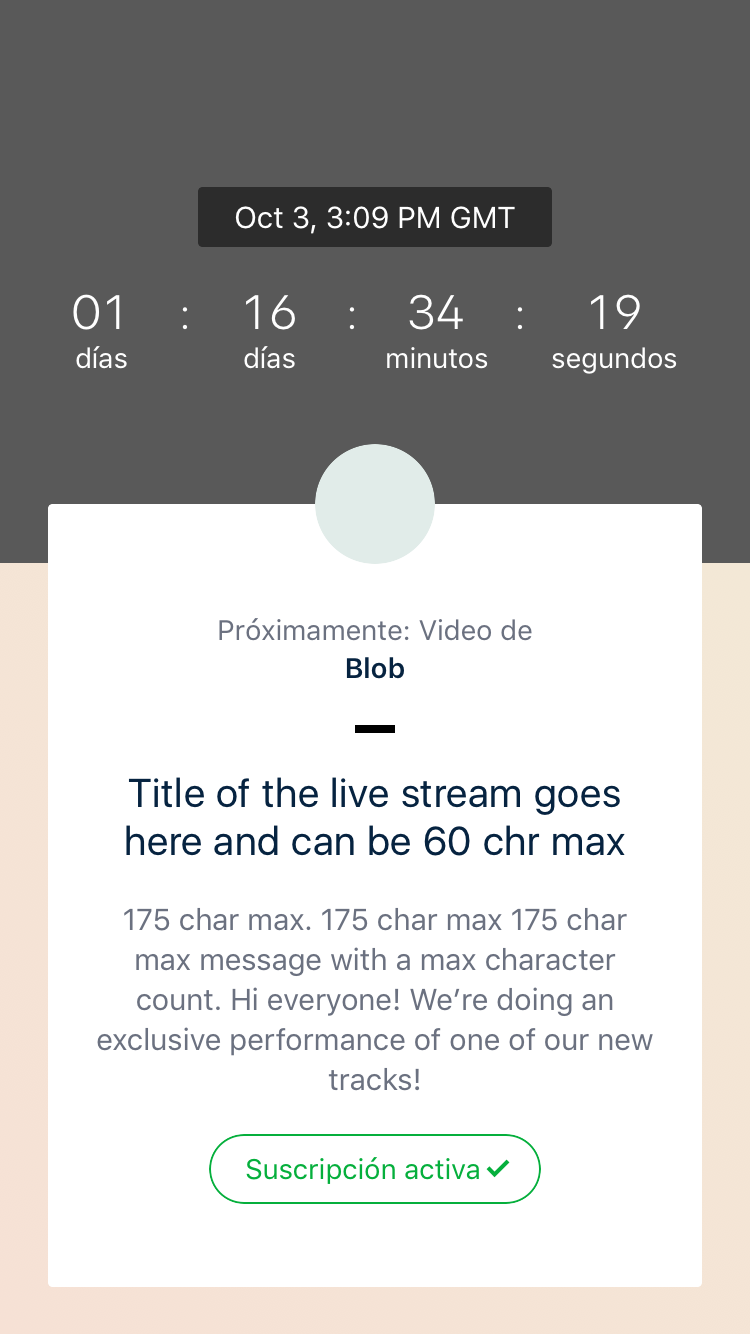 Oct 3, 3:09 PM GMT
01 : 16 : 34 : 19
días días minutos segundos
Próximamente: Video de
Blob
Title of the live stream goes
here and can be 60 chr max
175 char max. 175 char max 175 char
max message with a max character
count. Hi everyone! We’re doing an
exclusive performance of one of our new
tracks!
Suscripción activa